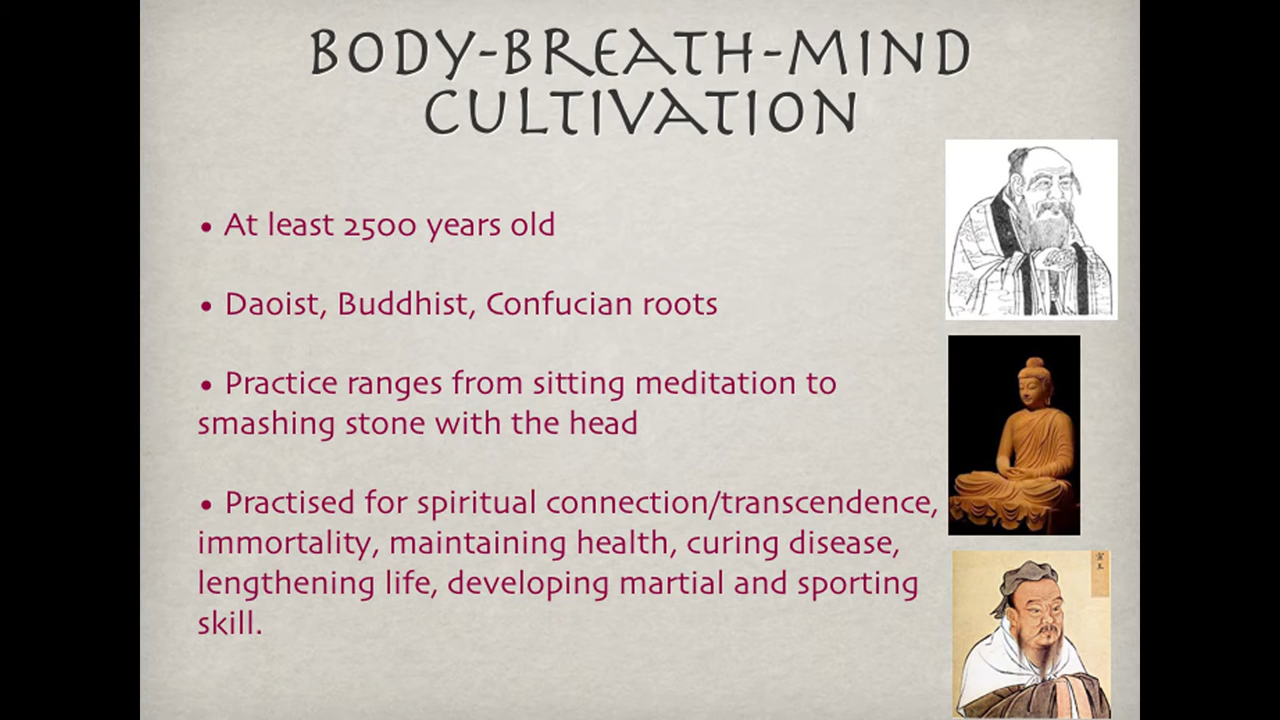 BODY-BREATH-MIND
CULTIVATION
• At least 2500 years old
• Daoist, Buddhist, Confucian roots
• Practice ranges from sitting meditation to
smashing stone with the head
• Practised for spiritual connection/transcendence,
immortality, maintaining health, curing disease,
lengthening life, developing martial and sporting
skill.